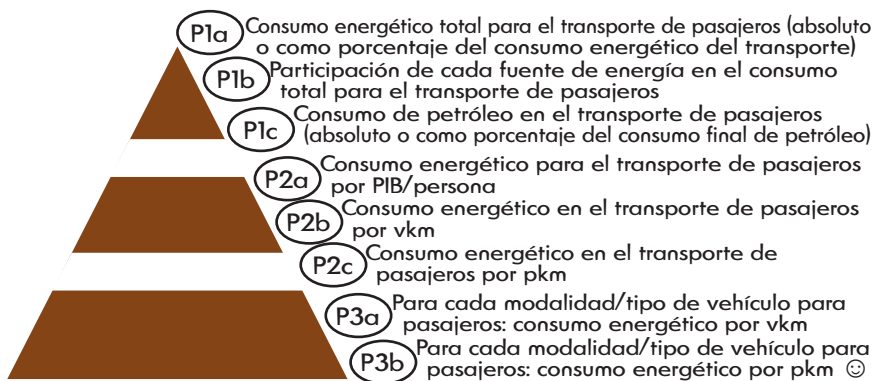 P1a Consumo energético total para el transporte de pasajeros (absoluto
o como porcentaje del consumo energético del transporte)
P1b Participación de cada fuente de energía en el consumo
total para el transporte de pasajeros
P1c Consumo de petróleo en el transporte de pasajeros
(absoluto o como porcentaje del consumo final de petróleo)
P2a Consumo energético para el transporte de pasajeros
por PIB/persona
P2b Consumo energético en el transporte de pasajeros
por vkm
P2c Consumo energético en el transporte de
pasajeros por pkm
P3a Para cada modalidad/tipo de vehículo para
pasajeros: consumo energético por vkm
P3b Para cada modalidad/tipo de vehículo para
pasajeros: consumo energético por pkm ☺